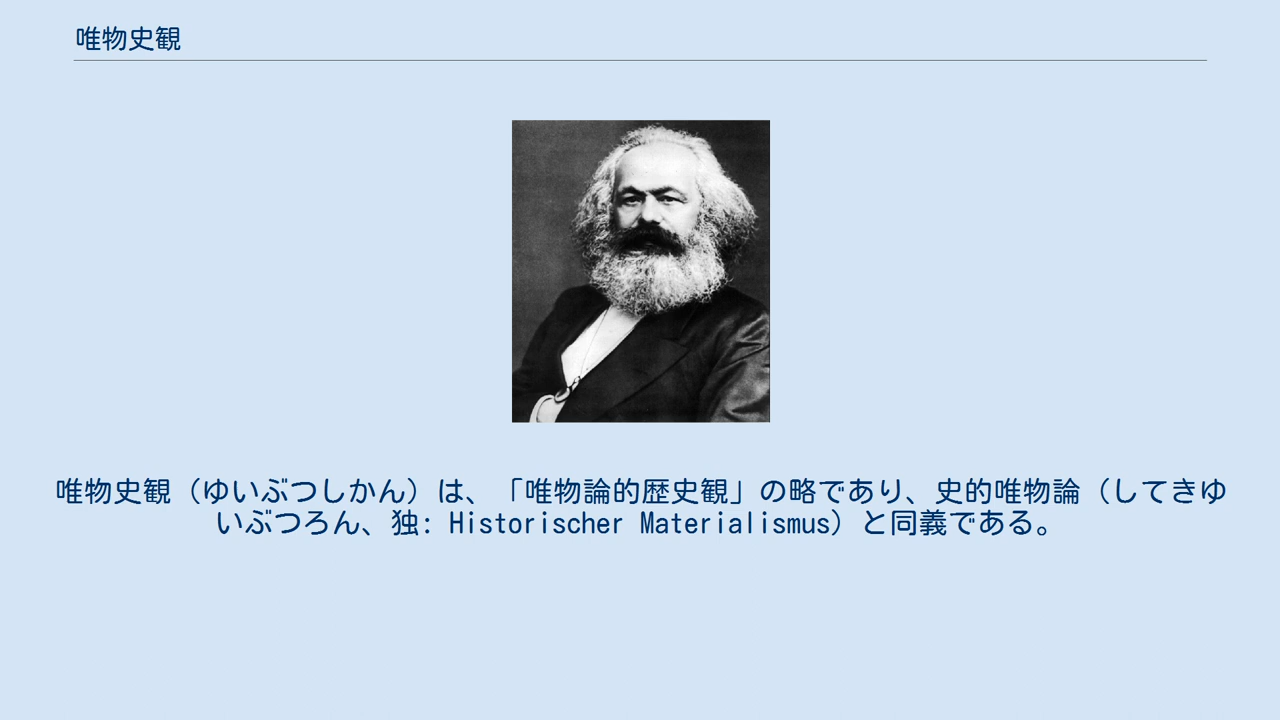 唯物史観
唯物史観（ゆいぶつしかん）は、「唯物論的歴史観」の略であり、史的唯物論（してきゆ
いぶつろん、独: Historischer Materialismus）と同義である。